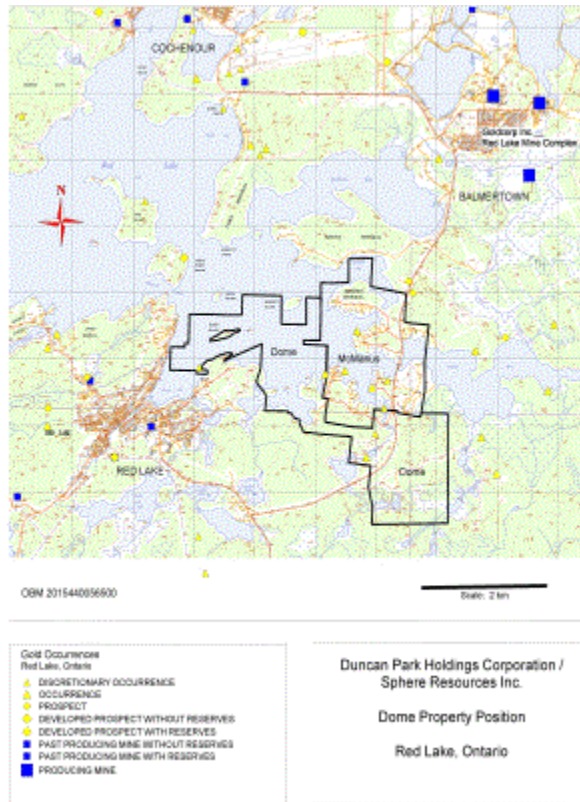 COCHENOUR
Goldcorp Inc.
Red Lake Mine Complex
BALMERTOWN
N
Dome
McManus
Dome
RED LAKE
OBM 2015440056900
Scale: 2 km
Gold Occurrences
Red Lake, Ontario
DISCRETIONARY OCCURRENCE
OCCURRENCE
PROSPECT
DEVELOPED PROSPECT WITHOUT RESERVES
DEVELOPED PROSPECT WITH RESERVES
PAST PRODUCING MINE WITHOUT RESERVES
PAST PRODUCING MINE WITH RESERVES
PRODUCING MINE
Duncan Park Holdings Corporation /
Sphere Resources Inc.
Dome Property Position
Red Lake, Ontario